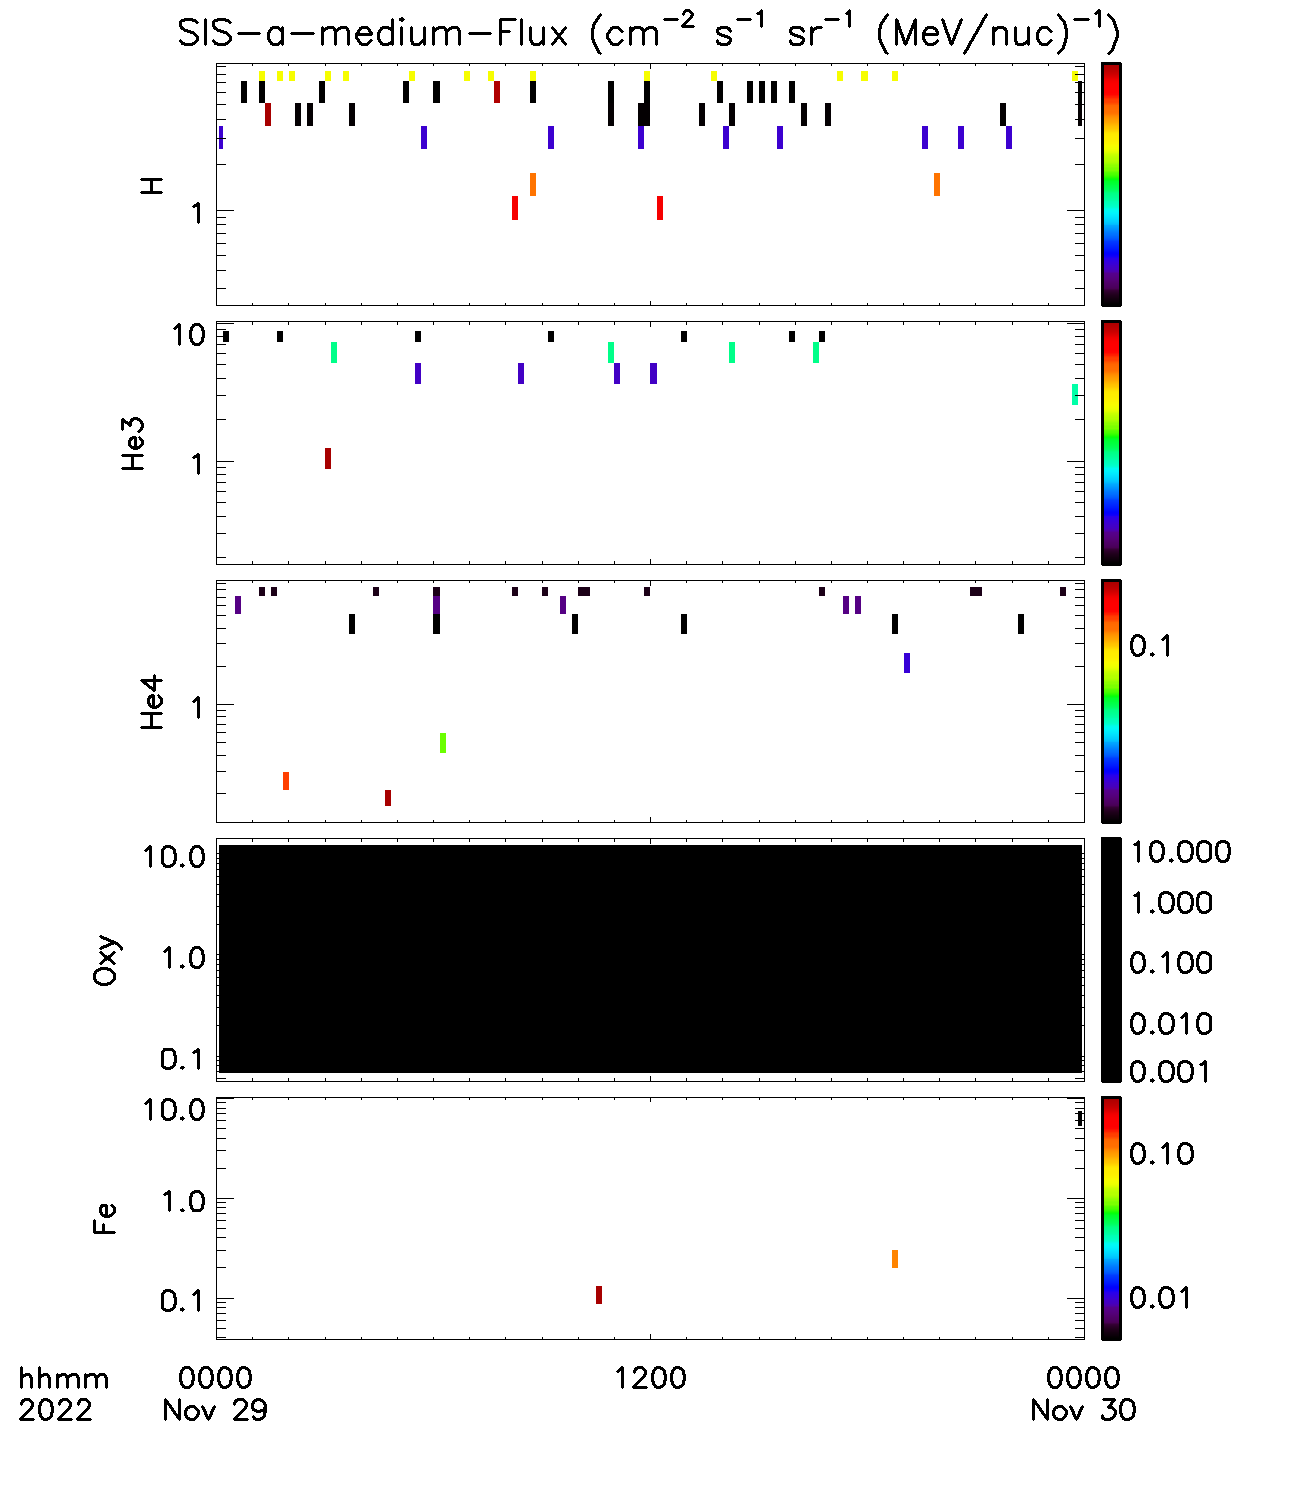 SIS-a-medium-Flux (cm⁻² s⁻¹ sr⁻¹ (MeV/nuc)⁻¹)
H
1
He3
10
1
He4
1
0.1
Oxy
10.0
1.0
0.1
10.000
1.000
0.100
0.010
0.001
Fe
10.0
1.0
0.1
0.10
0.01
hhmm 0000 1200 0000
2022 Nov 29 Nov 30